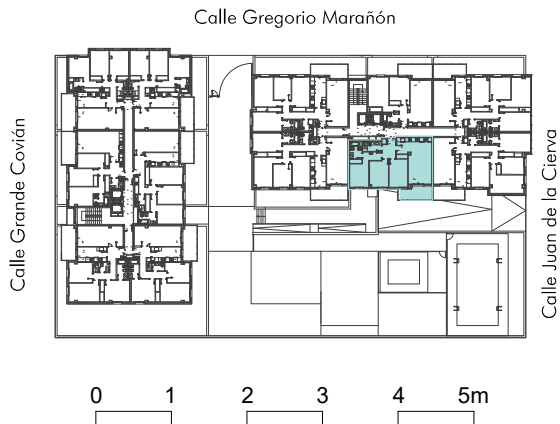 Calle Gregorio Marañón
Calle Grande Covián
Calle Juan de la Cierva
0 1 2 3 4 5m